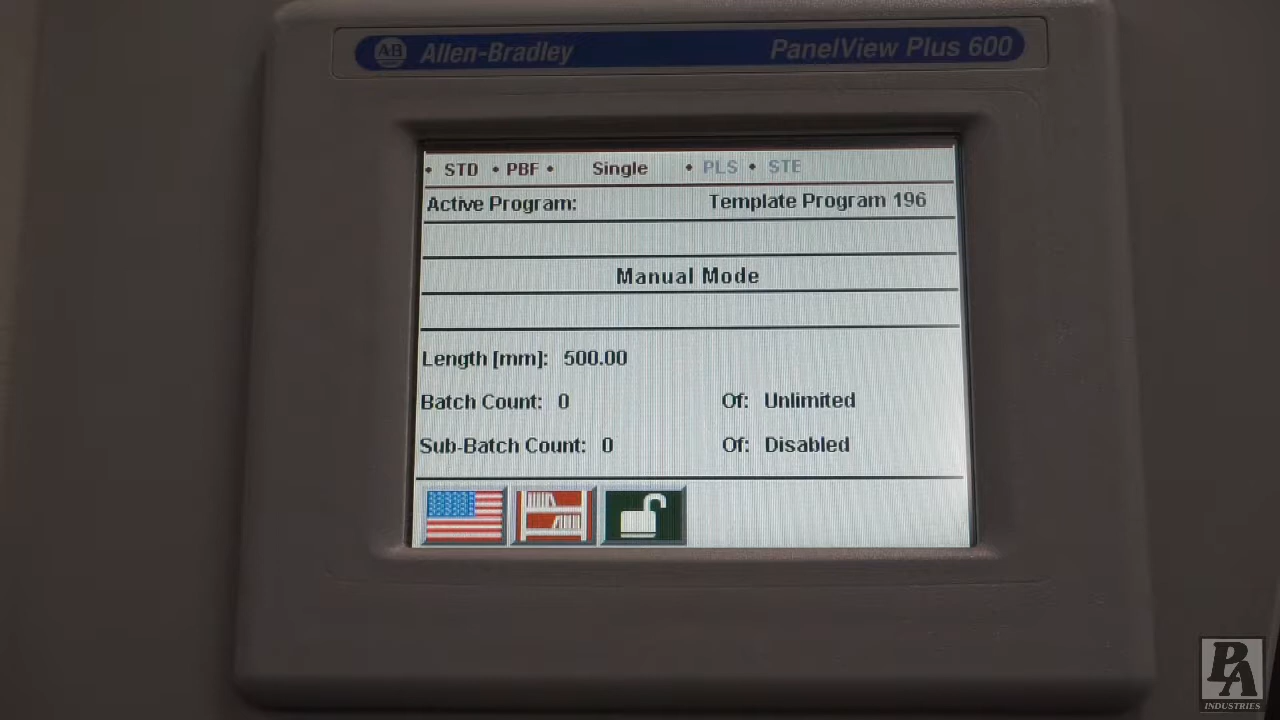 AB Allen-Bradley PanelView Plus 600
• STD • PBF • Single • PLS • STE
Active Program: Template Program 196
Manual Mode
Length [mm]: 500.00
Batch Count: 0 Of: Unlimited
Sub-Batch Count: 0 Of: Disabled
PA
INDUSTRIES